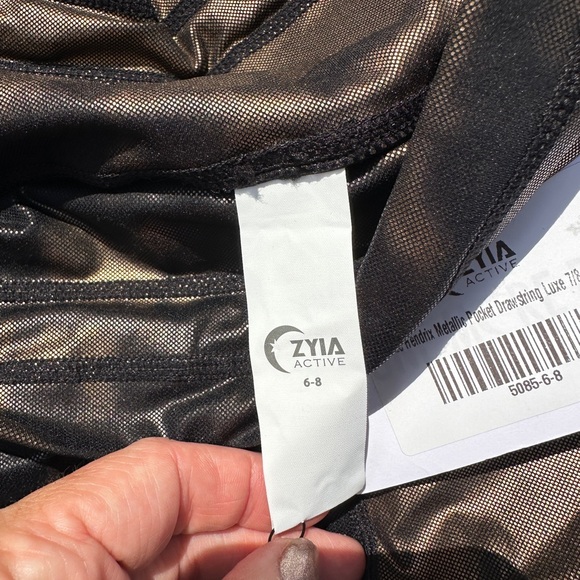 ZYIA
ACTIVE
6-8
ZYIA
ACTIVE
Hendrix Metallic Pocket Drawstring Luxe 7/8
5085-6-8